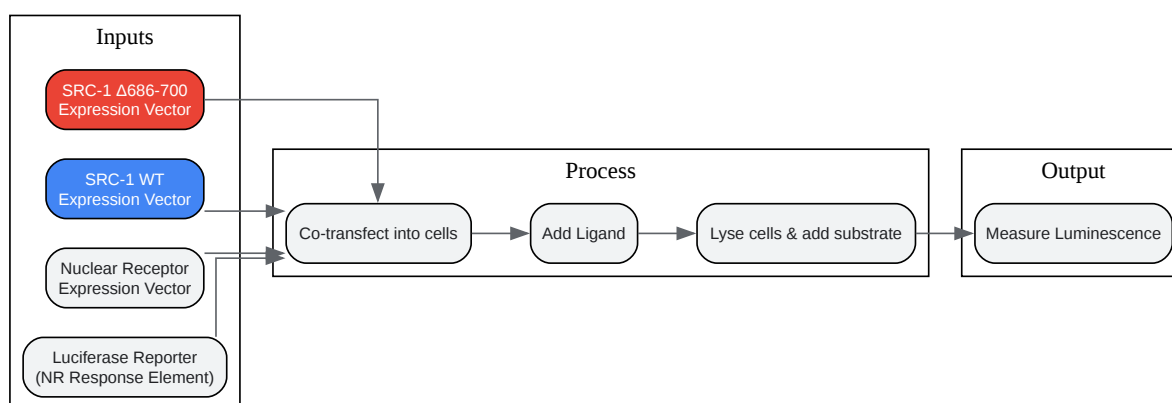 Inputs
SRC-1 Δ686-700
Expression Vector
SRC-1 WT
Expression Vector
Nuclear Receptor
Expression Vector
Luciferase Reporter
(NR Response Element)
Process
Co-transfect into cells
Add Ligand
Lyse cells & add substrate
Output
Measure Luminescence